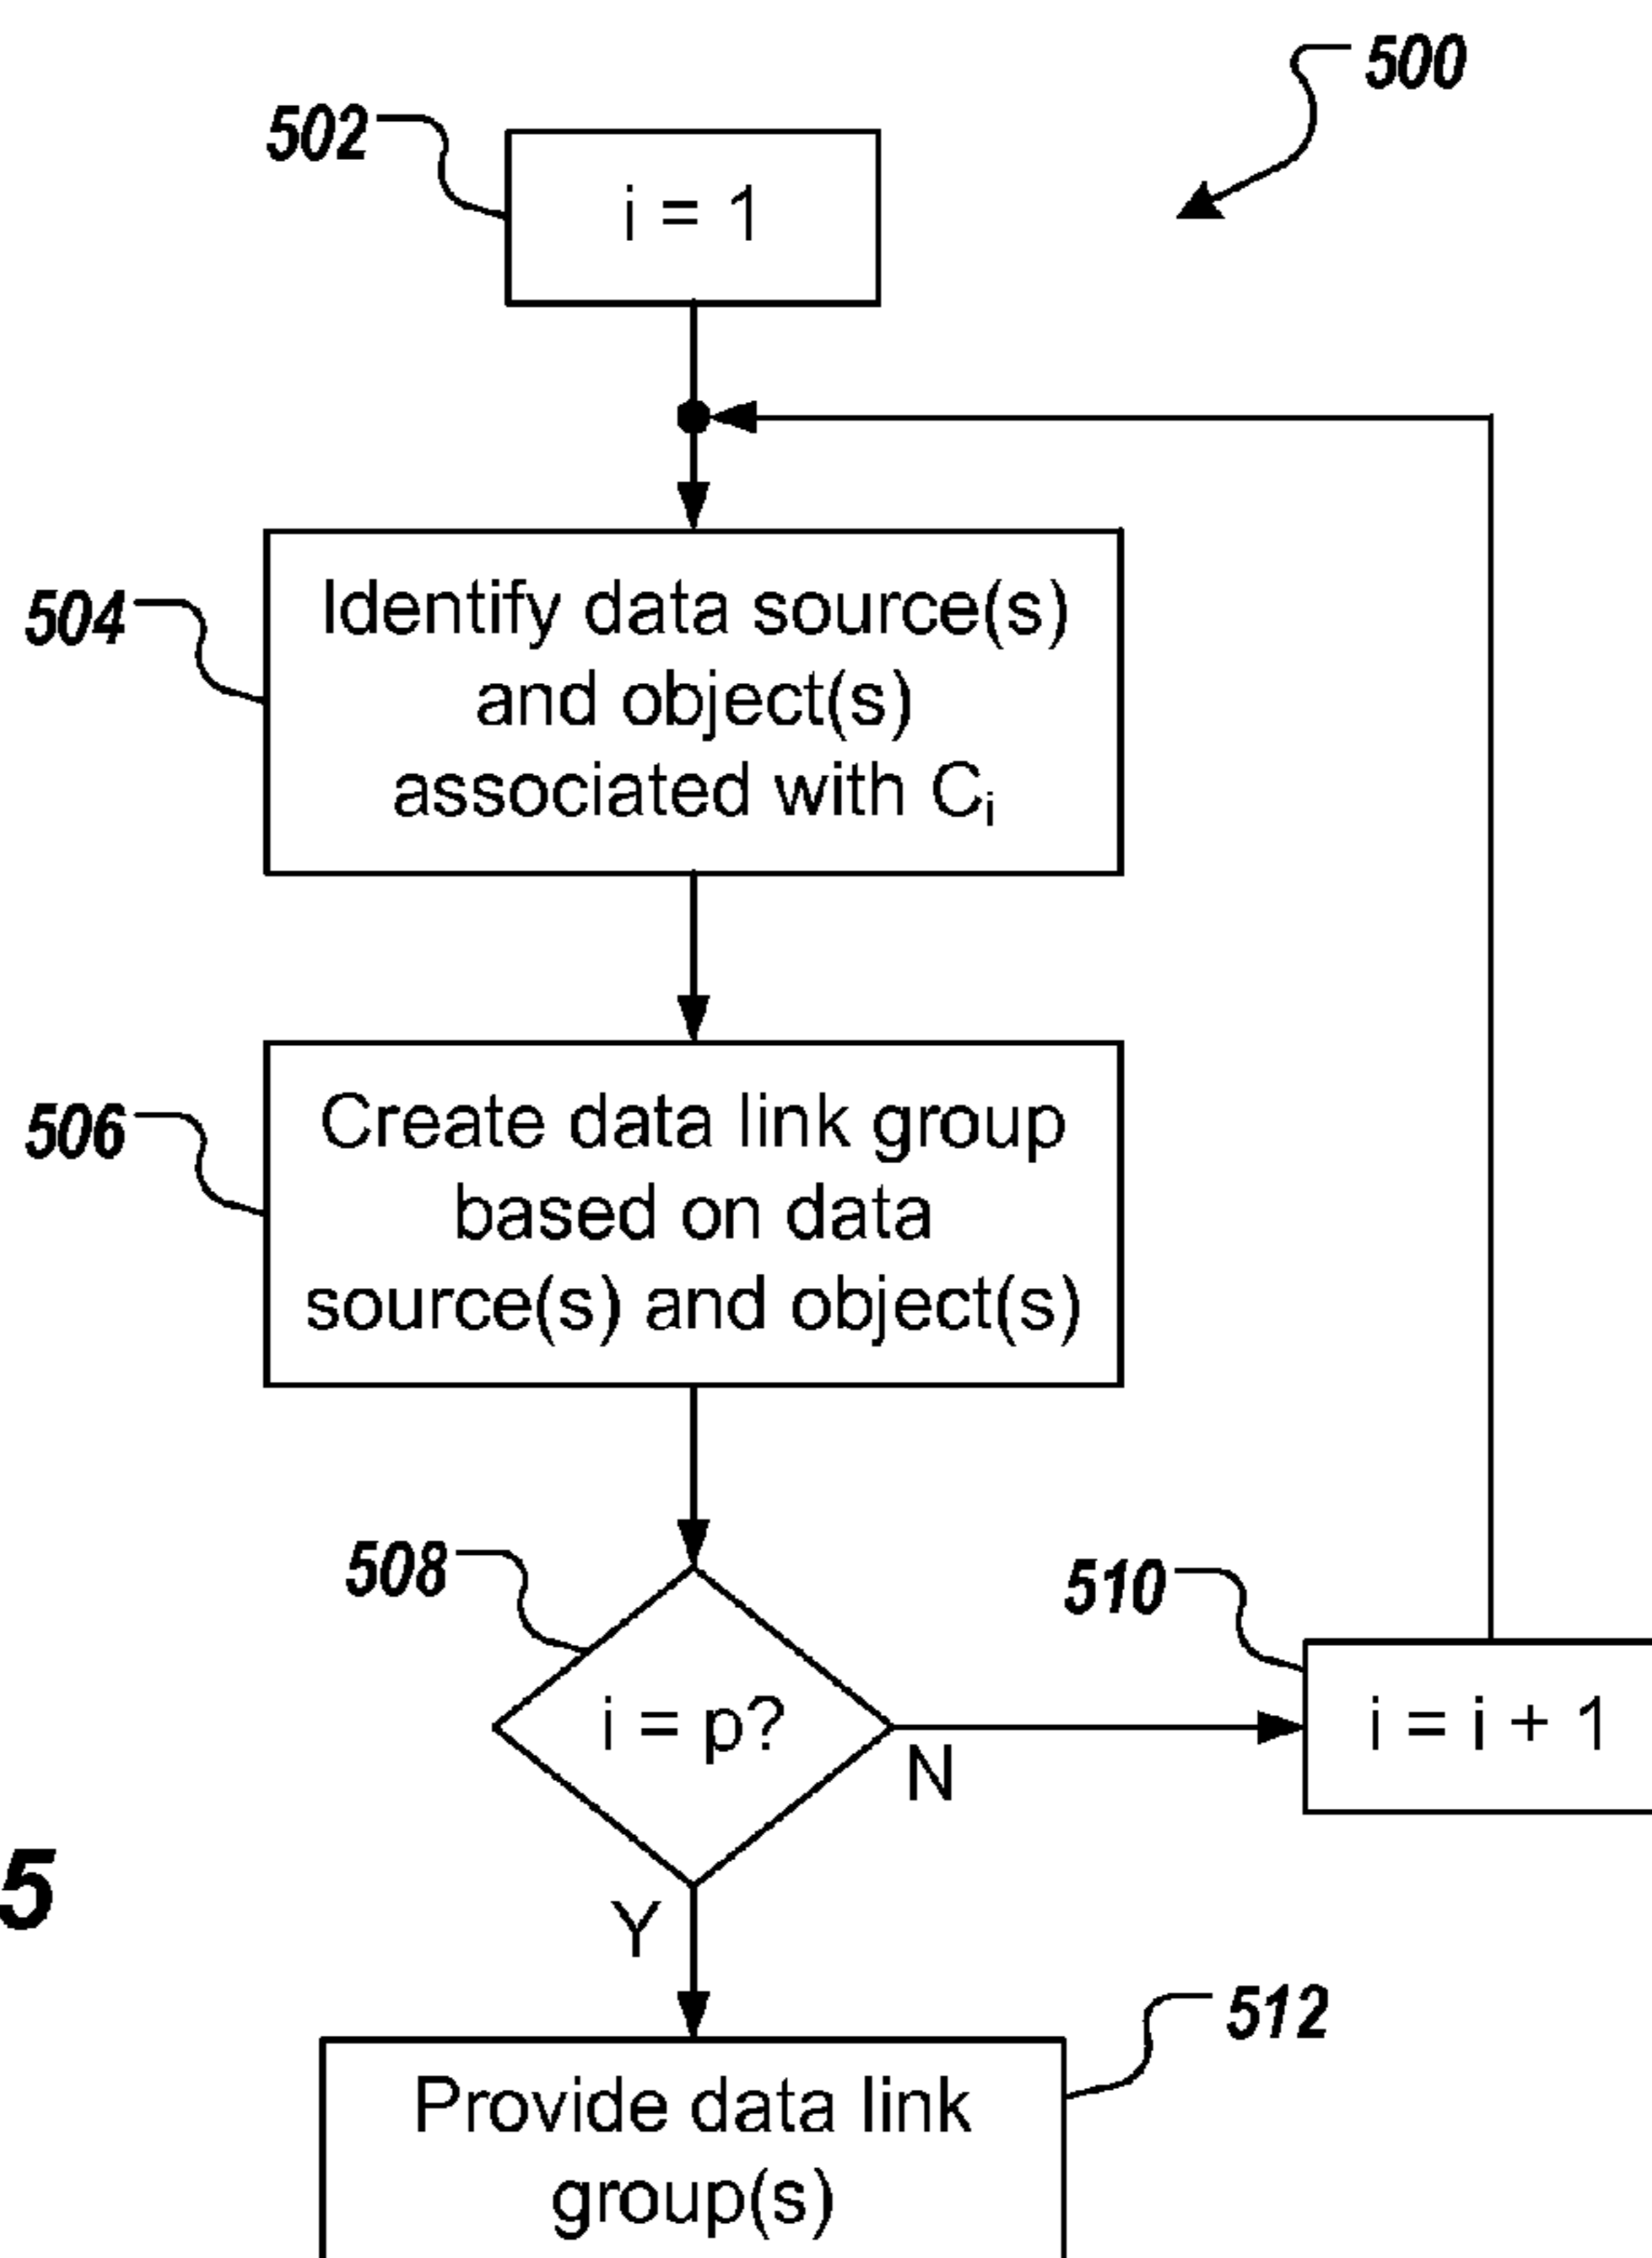 500
502
i = 1
504
Identify data source(s)
and object(s)
associated with Cᵢ
506
Create data link group
based on data
source(s) and object(s)
508
i = p?
N
510
i = i + 1
Y
5
512
Provide data link
group(s)